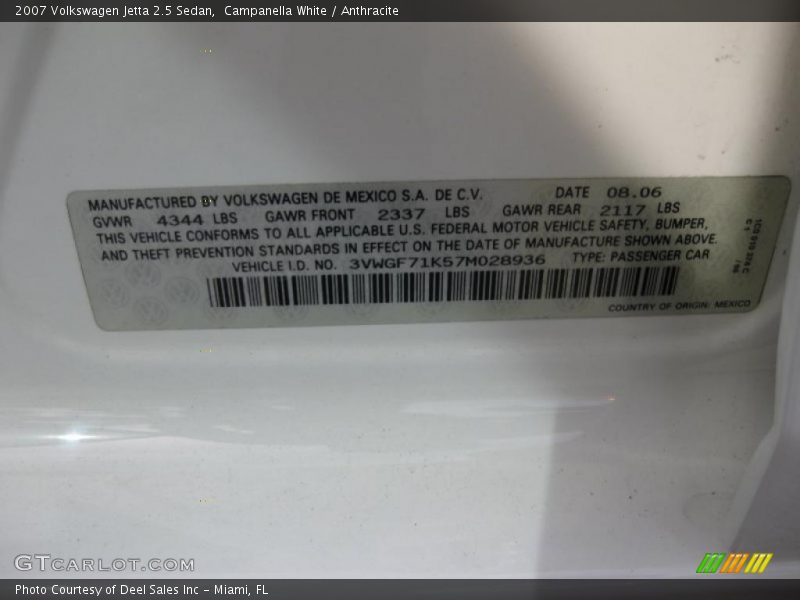 2007 Volkswagen Jetta 2.5 Sedan, Campanella White / Anthracite
MANUFACTURED BY VOLKSWAGEN DE MEXICO S.A. DE C.V. DATE 08.06
GVWR 4344 LBS GAWR FRONT 2337 LBS GAWR REAR 2117 LBS
THIS VEHICLE CONFORMS TO ALL APPLICABLE U.S. FEDERAL MOTOR VEHICLE SAFETY, BUMPER,
AND THEFT PREVENTION STANDARDS IN EFFECT ON THE DATE OF MANUFACTURE SHOWN ABOVE.
VEHICLE I.D. NO. 3VWGF71K57M028936 TYPE: PASSENGER CAR
COUNTRY OF ORIGIN: MEXICO
GTCARLOT.COM
Photo Courtesy of Deel Sales Inc – Miami, FL